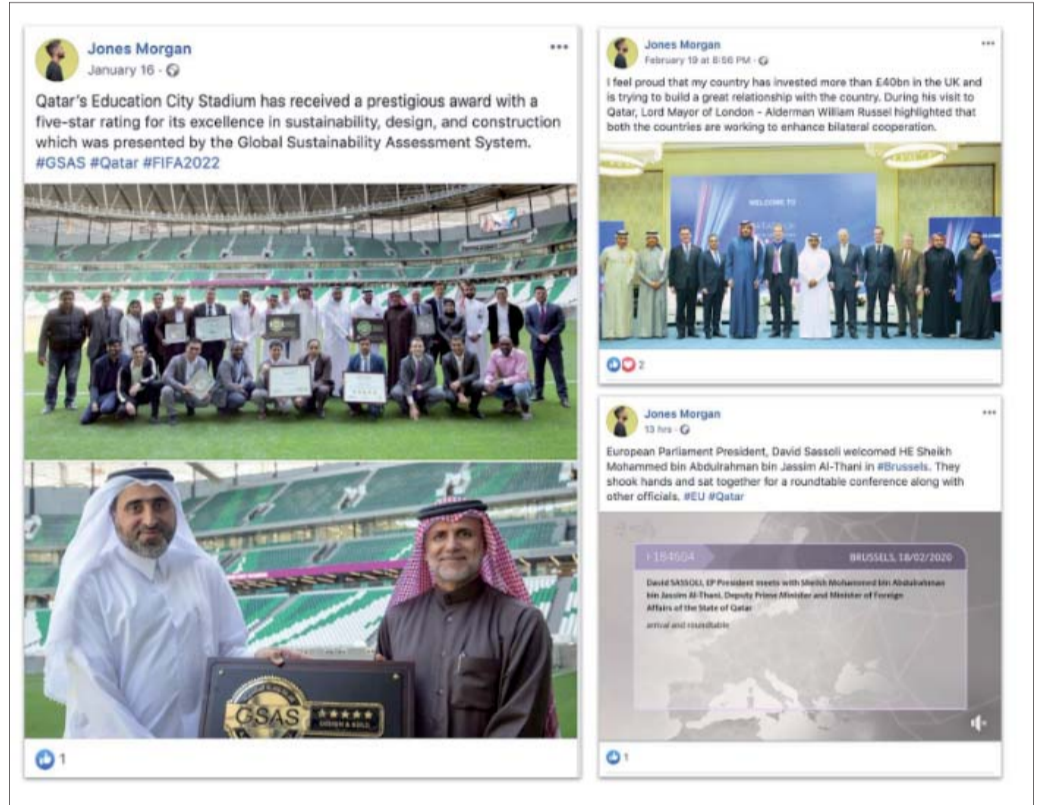 Jones Morgan
January 16
Qatar's Education City Stadium has received a prestigious award with a
five-star rating for its excellence in sustainability, design, and construction
which was presented by the Global Sustainability Assessment System.
#GSAS #Qatar #FIFA2022
GSAS
1
Jones Morgan
February 19 at 8:56 PM
I feel proud that my country has invested more than £40bn in the UK and
is trying to build a great relationship with the country. During his visit to
Qatar, Lord Mayor of London - Alderman William Russel highlighted that
both the countries are working to enhance bilateral cooperation.
WELCOME TO
2
Jones Morgan
13 hrs
European Parliament President, David Sassoli welcomed HE Sheikh
Mohammed bin Abdulrahman bin Jassim Al-Thani in #Brussels. They
shook hands and sat together for a roundtable conference along with
other officials. #EU #Qatar
I-184604
BRUSSELS, 18/02/2020
David SASSOLI, EP President meets with Sheikh Mohammed bin Abdulrahman
bin Jassim Al-Thani, Deputy Prime Minister and Minister of Foreign
Affairs of the State of Qatar
arrival and roundtable
1